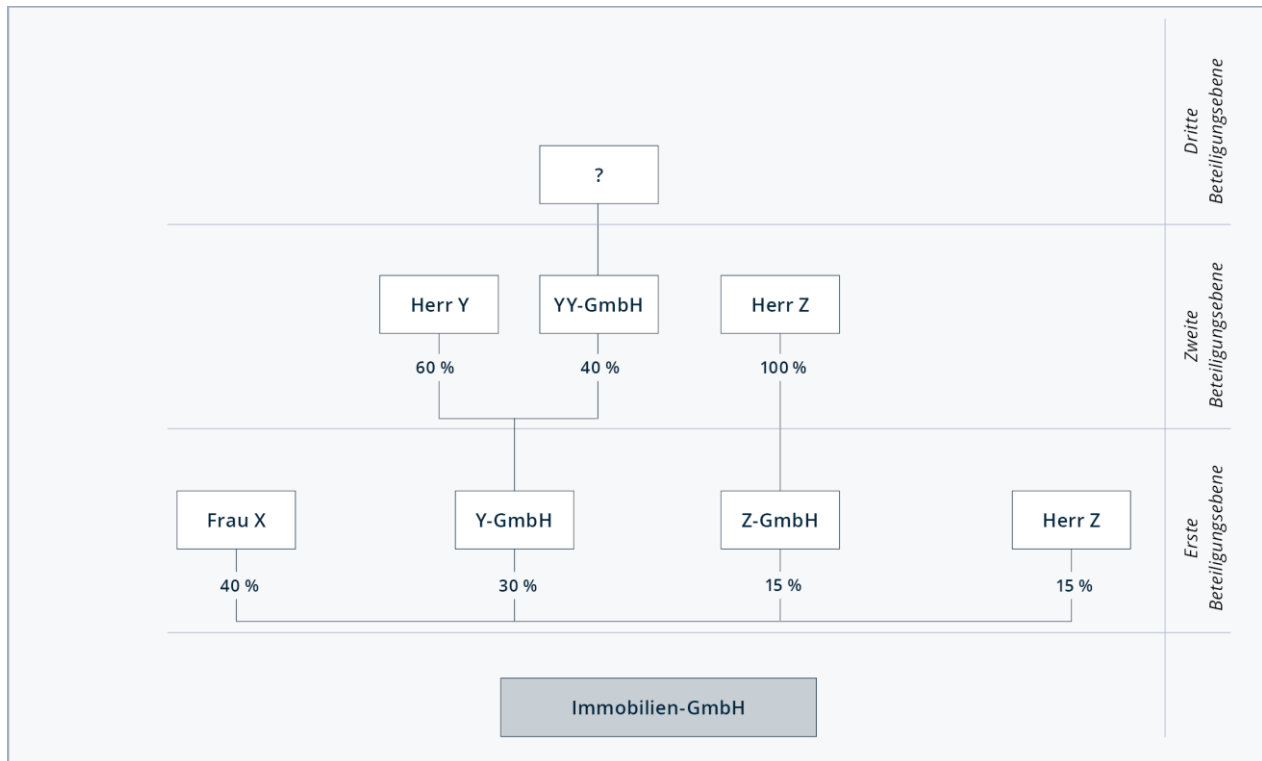 ?
Dritte
Beteiligungsebene
Herr Y
YY-GmbH
Herr Z
60 %
40 %
100 %
Zweite
Beteiligungsebene
Frau X
Y-GmbH
Z-GmbH
Herr Z
40 %
30 %
15 %
15 %
Erste
Beteiligungsebene
Immobilien-GmbH